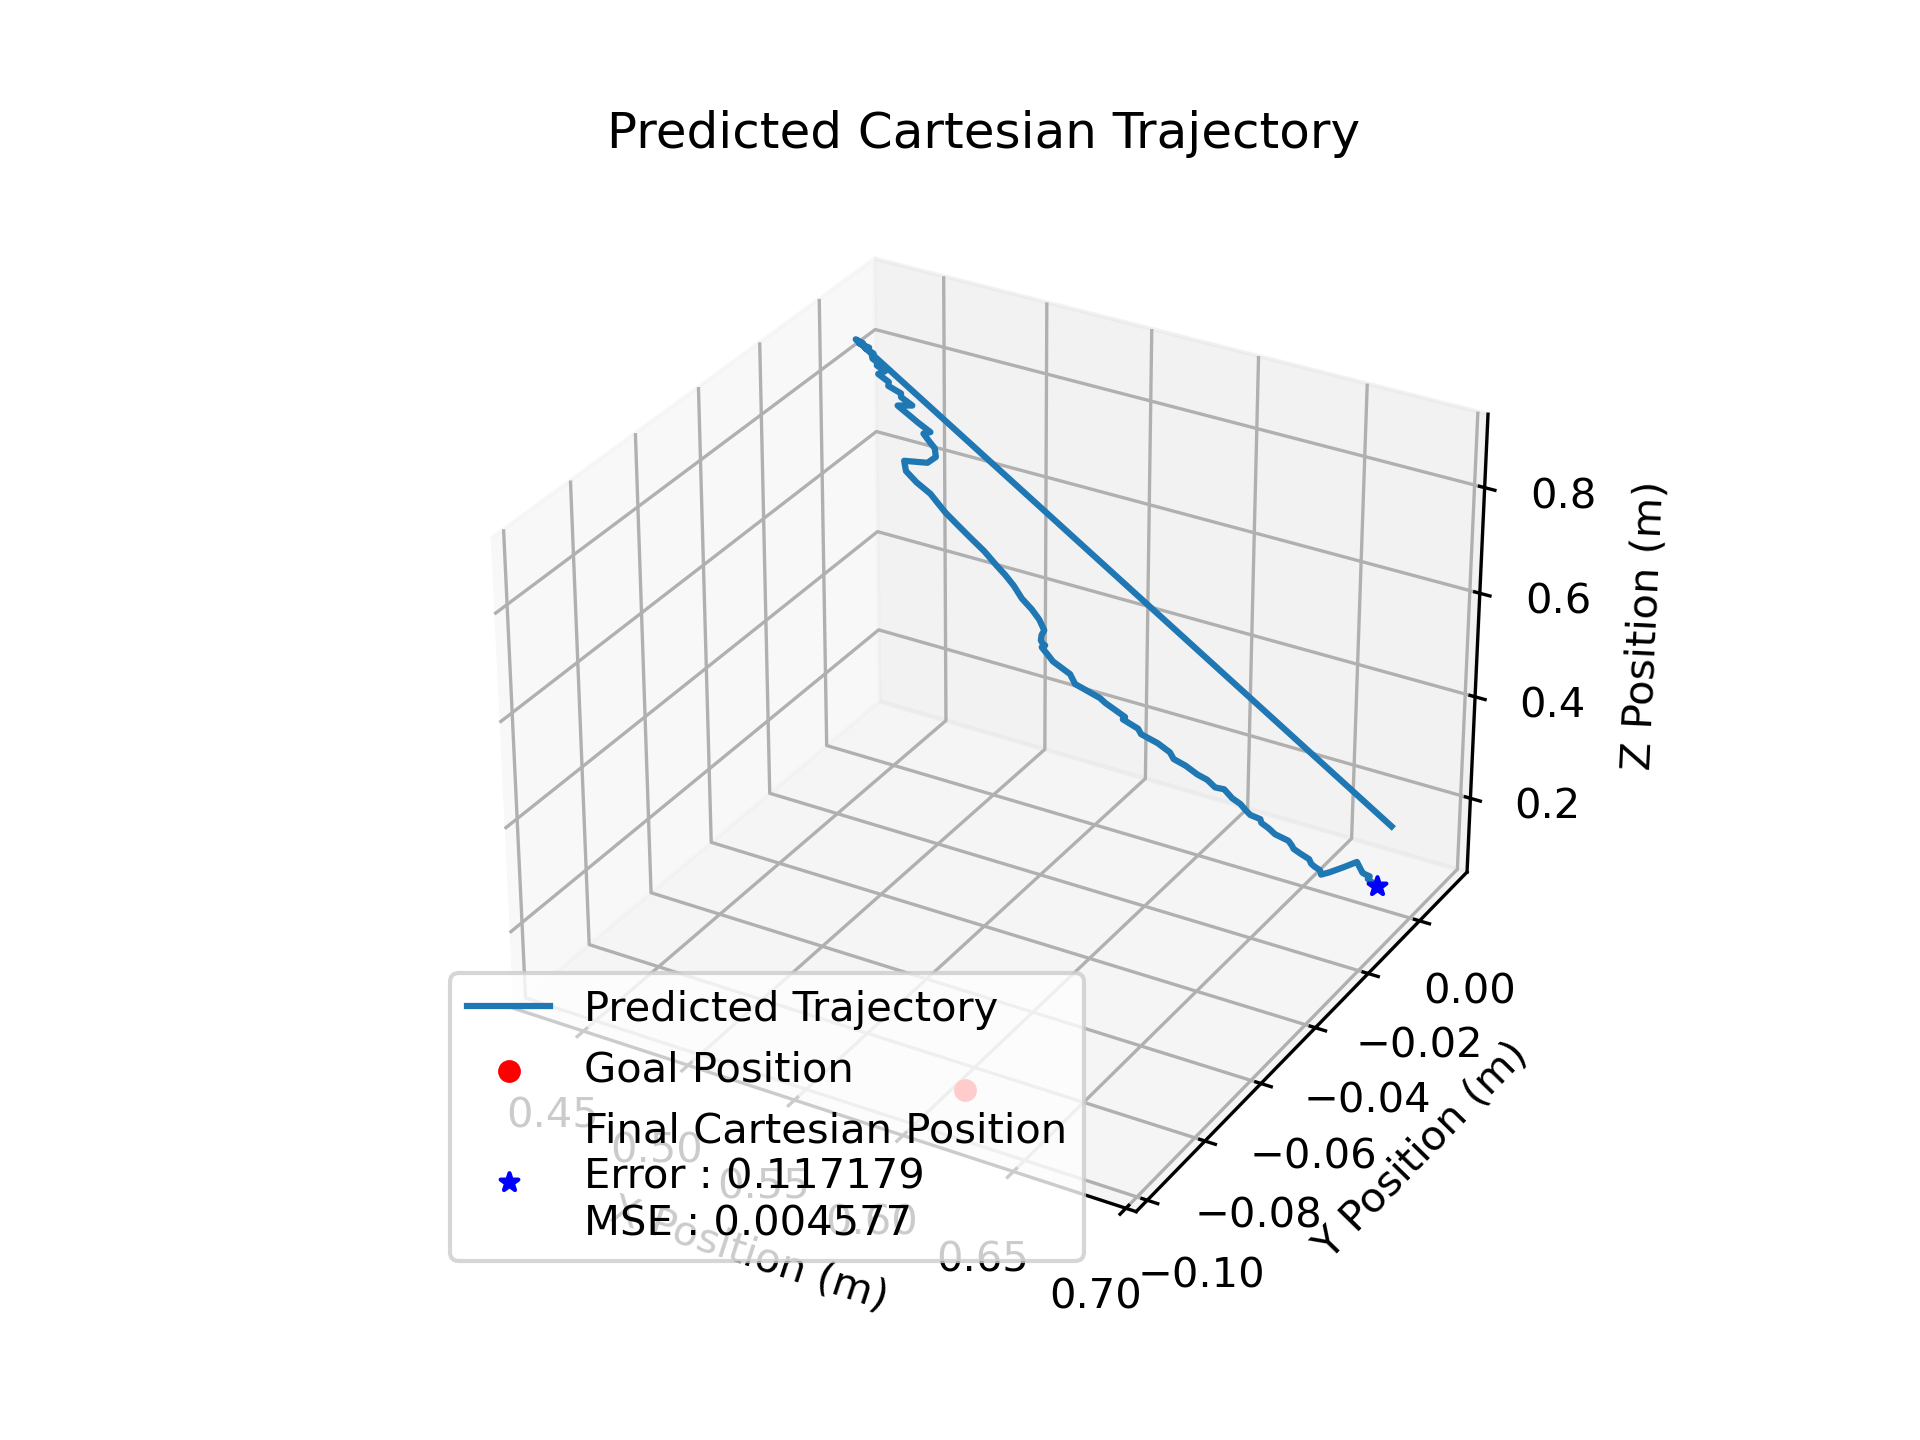 Predicted Cartesian Trajectory
0.8
0.6
0.4
0.2
Z Position (m)
0.00
−0.02
−0.04
−0.06
−0.08
−0.10
Y Position (m)
Predicted Trajectory
Goal Position
Final Cartesian Position
Error : 0.117179
MSE : 0.004577
0.45
0.50
0.55
0.60
0.65
0.70
Position (m)